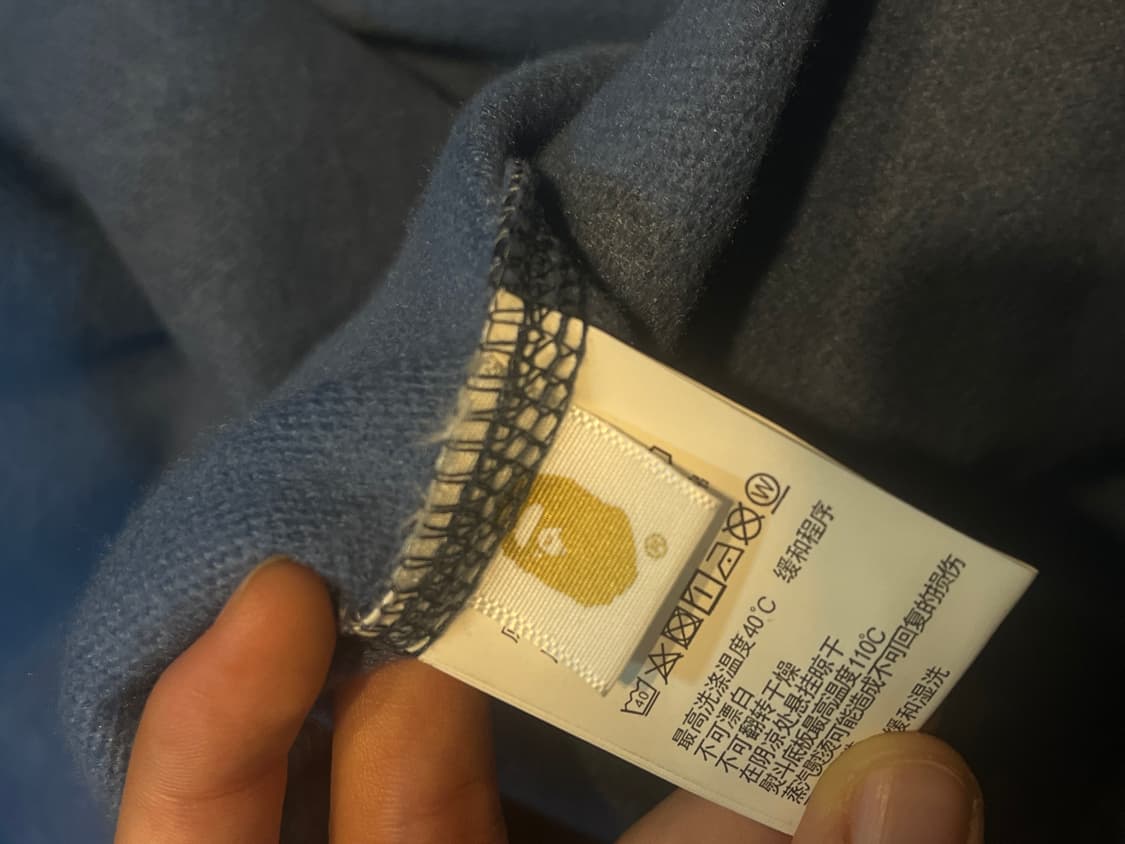 ®
40 W
最高洗涤温度40℃ 缓和程序
不可漂白
不可翻转干燥
在阴凉处悬挂晾干
熨斗底板最高温度110℃
蒸汽熨烫可能造成不可回复的损伤
缓和湿洗